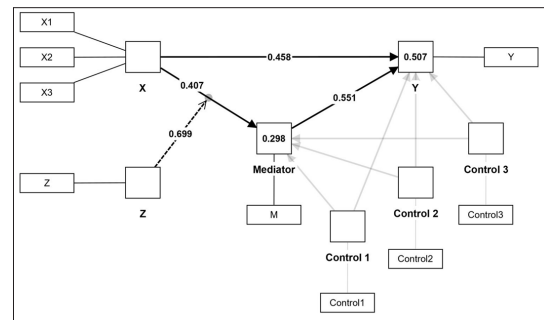 X1
X2
X3
X
0.458
0.507
Y
Y
0.407
0.551
0.699
0.298
Mediator
Z
Z
M
Control 3
Control3
Control 2
Control2
Control 1
Control1